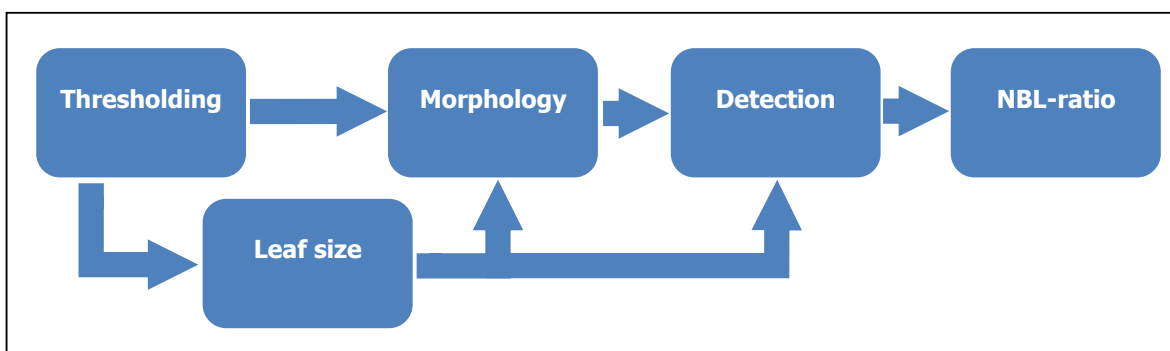 Thresholding
Morphology
Detection
NBL-ratio
Leaf size